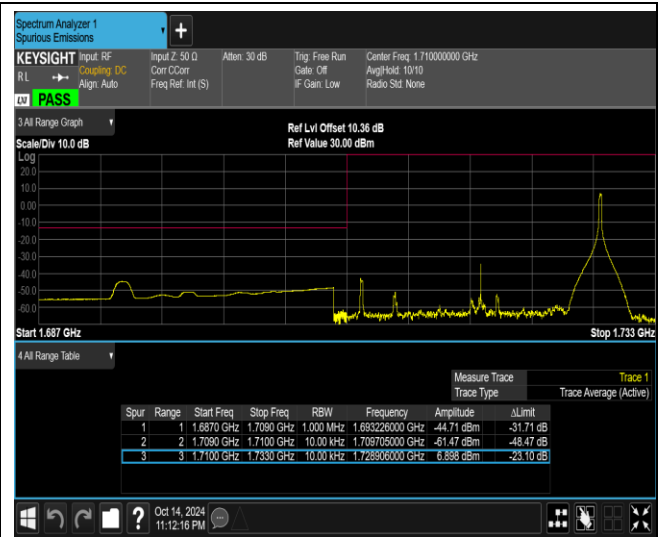 Spectrum Analyzer 1
Spurious Emissions
+
KEYSIGHT Input: RF Input Z: 50 Ω Atten: 30 dB Trig: Free Run Center Freq: 1.710000000 GHz
RL Coupling: DC Corr CCorr Gate: Off Avg|Hold: 10/10
Align: Auto Freq Ref: Int (S) IF Gain: Low Radio Std: None
LXI PASS
3 All Range Graph
Ref Lvl Offset 10.36 dB
Scale/Div 10.0 dB Ref Value 30.00 dBm
Log
20.0
10.0
0.00
-10.0
-20.0
-30.0
-40.0
-50.0
-60.0
Start 1.687 GHz Stop 1.733 GHz
4 All Range Table
Measure Trace Trace 1
Trace Type Trace Average (Active)
Spur Range Start Freq Stop Freq RBW Frequency Amplitude ΔLimit
1 1 1.6870 GHz 1.7090 GHz 1.000 MHz 1.693226000 GHz -44.71 dBm -31.71 dB
2 2 1.7090 GHz 1.7100 GHz 10.00 kHz 1.709705000 GHz -61.47 dBm -48.47 dB
3 3 1.7100 GHz 1.7330 GHz 10.00 kHz 1.728906000 GHz 6.898 dBm -23.10 dB
?
Oct 14, 2024
11:12:16 PM